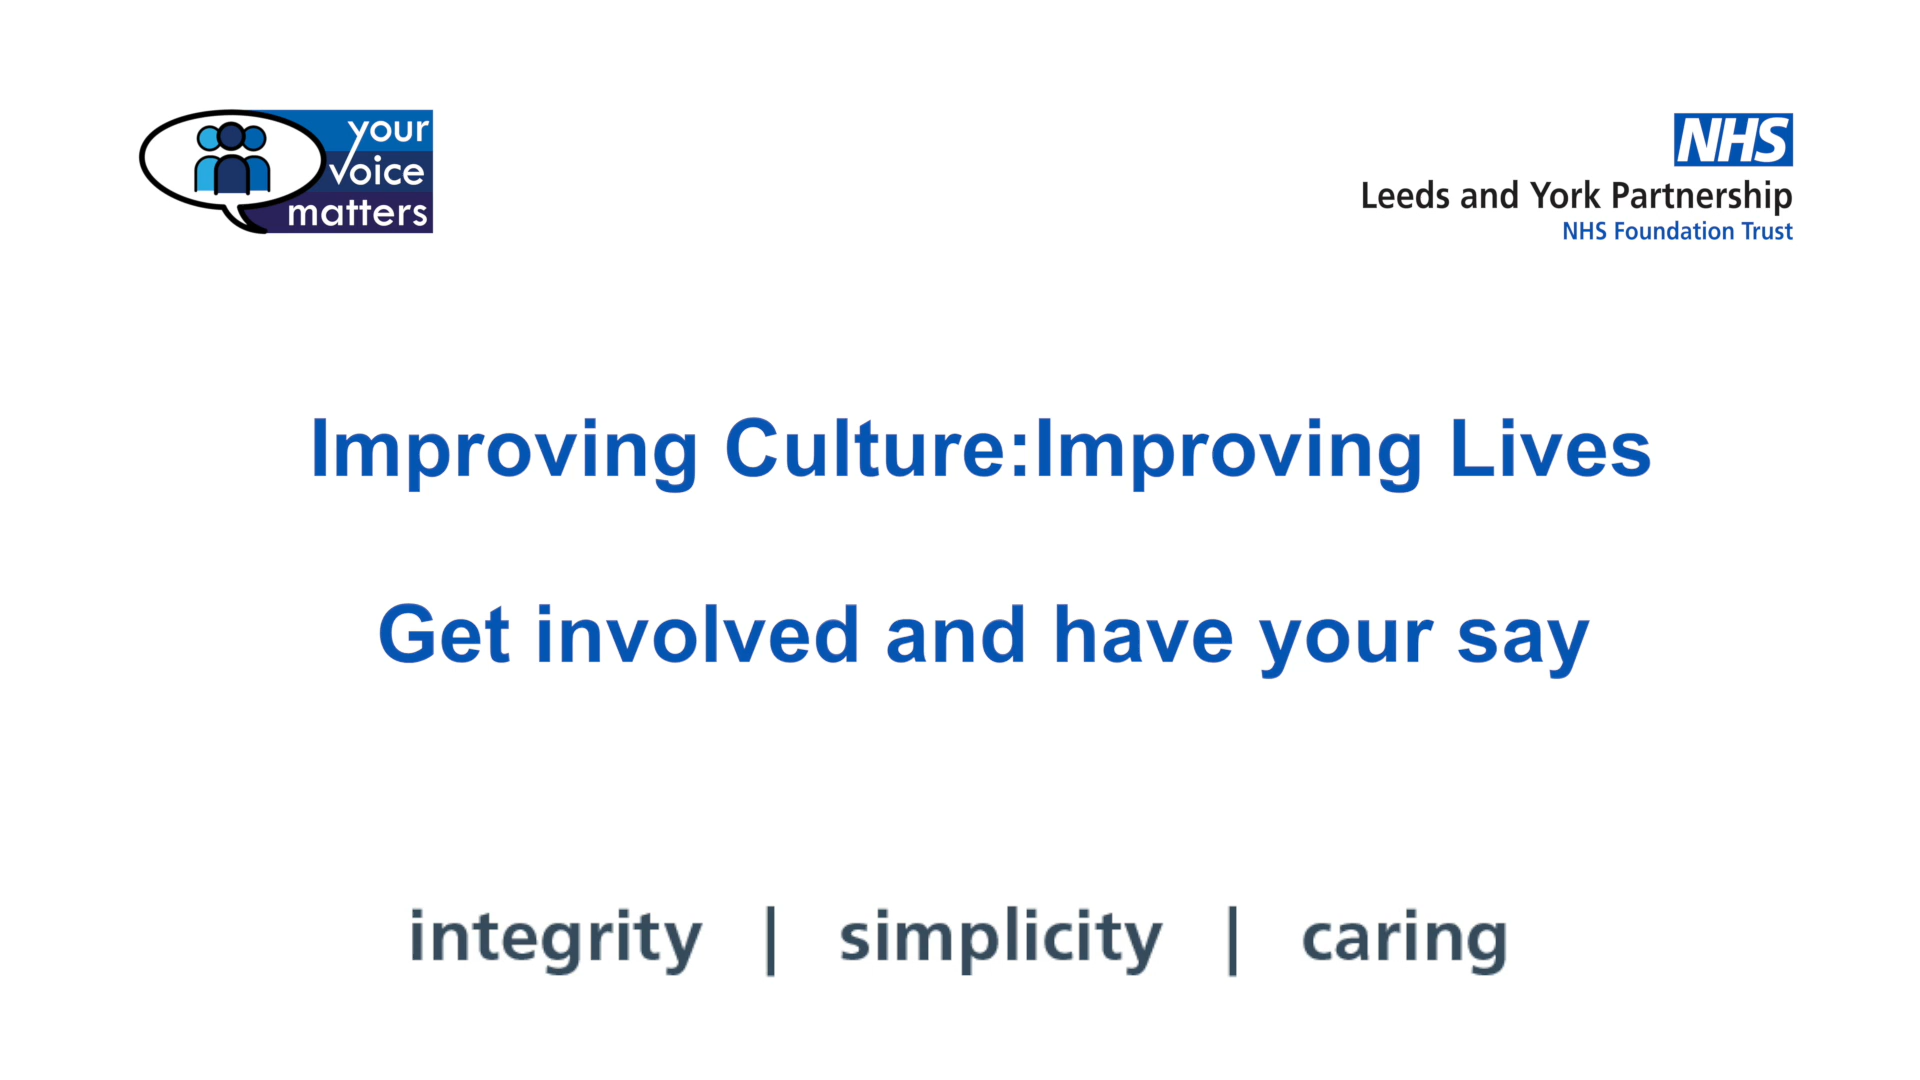 your
voice
matters
NHS
Leeds and York Partnership
NHS Foundation Trust
Improving Culture:Improving Lives
Get involved and have your say
integrity | simplicity | caring